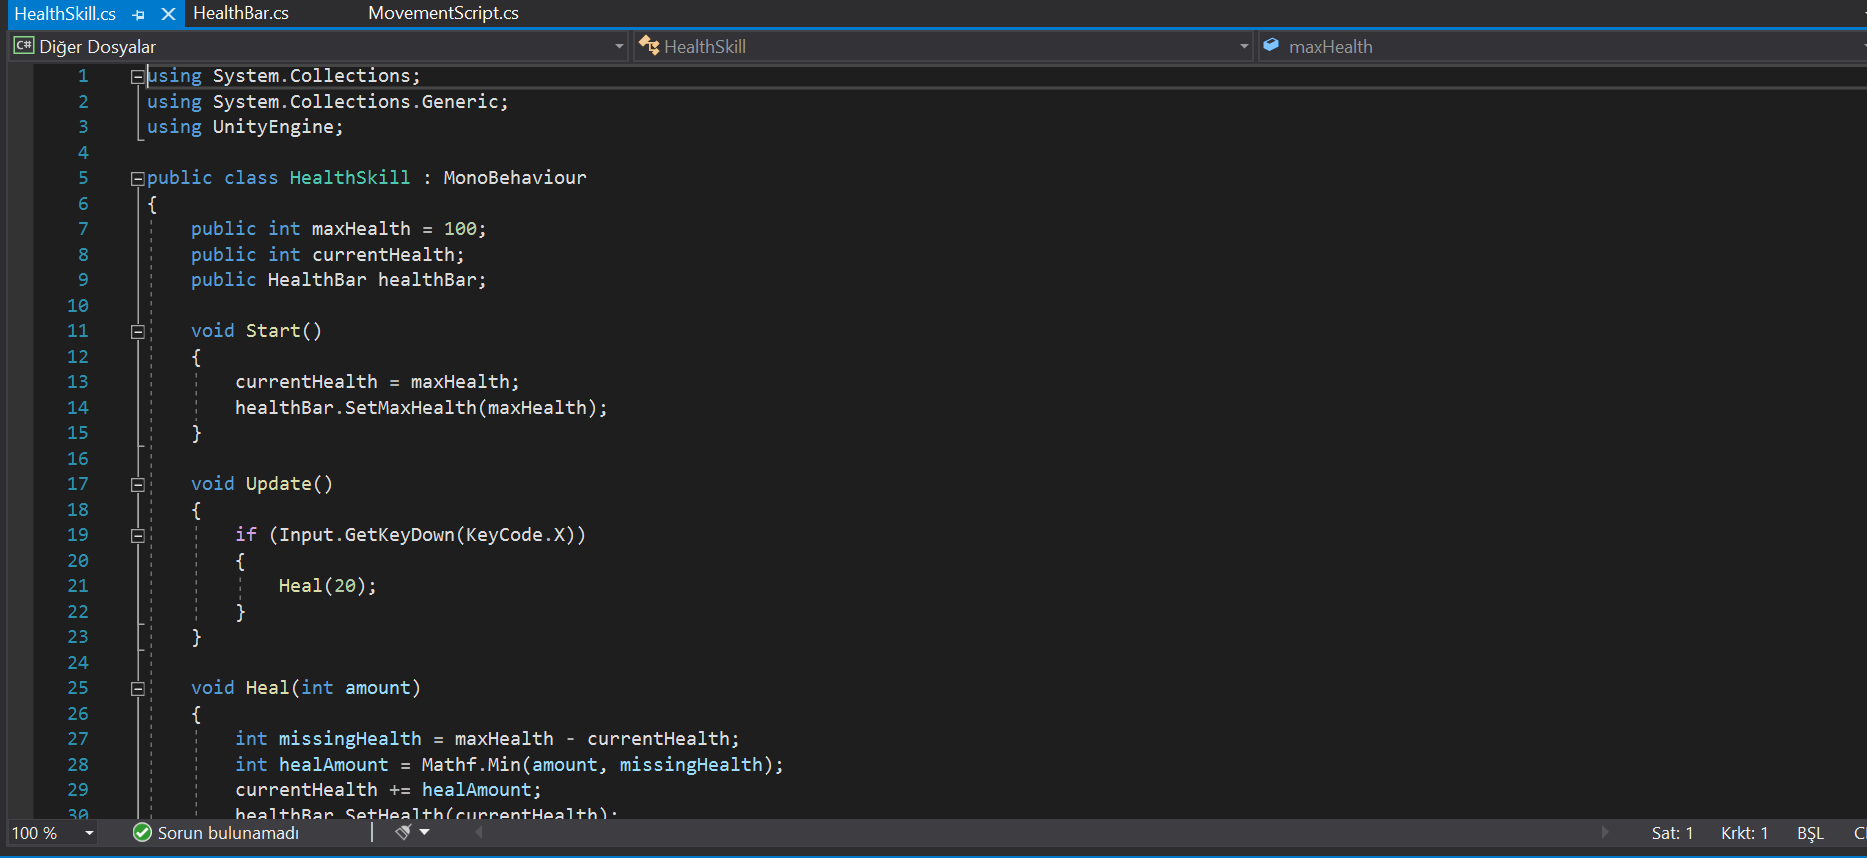 HealthSkill.cs HealthBar.cs MovementScript.cs
C# Diğer Dosyalar HealthSkill maxHealth
1 using System.Collections;
2 using System.Collections.Generic;
3 using UnityEngine;
4
5 public class HealthSkill : MonoBehaviour
6 {
7 public int maxHealth = 100;
8 public int currentHealth;
9 public HealthBar healthBar;
10
11 void Start()
12 {
13 currentHealth = maxHealth;
14 healthBar.SetMaxHealth(maxHealth);
15 }
16
17 void Update()
18 {
19 if (Input.GetKeyDown(KeyCode.X))
20 {
21 Heal(20);
22 }
23 }
24
25 void Heal(int amount)
26 {
27 int missingHealth = maxHealth - currentHealth;
28 int healAmount = Mathf.Min(amount, missingHealth);
29 currentHealth += healAmount;
30 healthBar.SetHealth(currentHealth);
100 % Sorun bulunamadı Sat: 1 Krkt: 1 BŞL